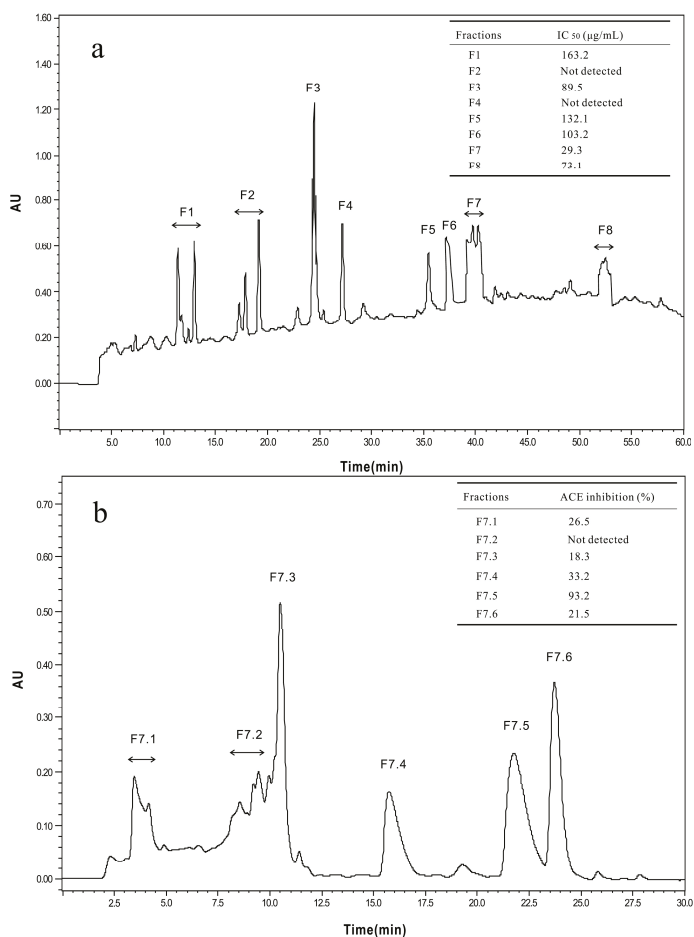 a
Fractions IC 50 (μg/mL)
F1 163.2
F2 Not detected
F3 89.5
F4 Not detected
F5 132.1
F6 103.2
F7 29.3
F8 73.1
1.60
1.40
1.20
1.00
0.80
0.60
0.40
0.20
0.00
AU
F1
F2
F3
F4
F5
F6
F7
F8
5.0 10.0 15.0 20.0 25.0 30.0 35.0 40.0 45.0 50.0 55.0 60.0
Time(min)
b
Fractions ACE inhibition (%)
F7.1 26.5
F7.2 Not detected
F7.3 18.3
F7.4 33.2
F7.5 93.2
F7.6 21.5
0.70
0.60
0.50
0.40
0.30
0.20
0.10
0.00
AU
F7.1
F7.2
F7.3
F7.4
F7.5
F7.6
2.5 5.0 7.5 10.0 12.5 15.0 17.5 20.0 22.5 25.0 27.5 30.0
Time(min)